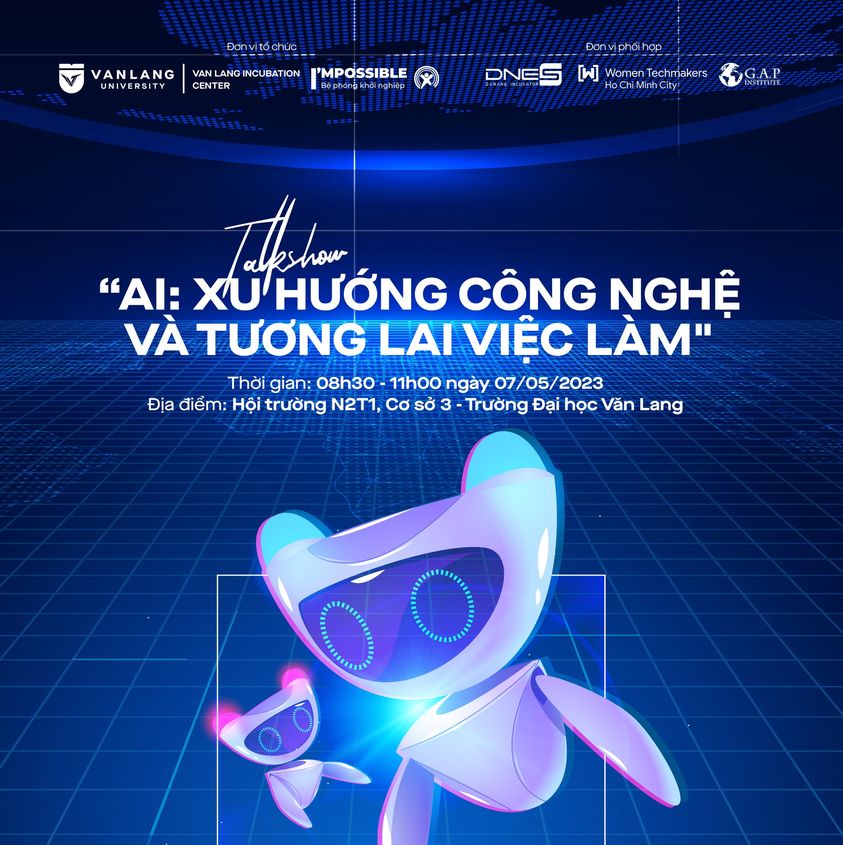 Đơn vị tổ chức
Đơn vị phối hợp
VANLANG
UNIVERSITY
VAN LANG INCUBATION
CENTER
I'MPOSSIBLE
Bệ phóng khởi nghiệp
DNES
DANANG INCUBATOR
Women Techmakers
Ho Chi Minh City
G.A.P
INSTITUTE
Talkshow
“AI: XU HƯỚNG CÔNG NGHỆ
VÀ TƯƠNG LAI VIỆC LÀM"
Thời gian: 08h30 - 11h00 ngày 07/05/2023
Địa điểm: Hội trường N2T1, Cơ sở 3 - Trường Đại học Văn Lang